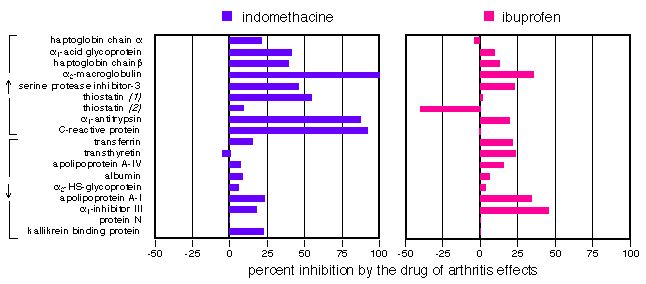 indomethacine
ibuprofen
haptoglobin chain α
α₁-acid glycoprotein
haptoglobin chain β
α₂-macroglobulin
serine protease inhibitor-3
thiostatin (1)
thiostatin (2)
α₁-antitrypsin
C-reactive protein
transferrin
transthyretin
apolipoprotein A-IV
albumin
α₂-HS-glycoprotein
apolipoprotein A-I
α₁-inhibitor III
protein N
kallikrein binding protein
-50 -25 0 25 50 75 100
-50 -25 0 25 50 75 100
percent inhibition by the drug of arthritis effects